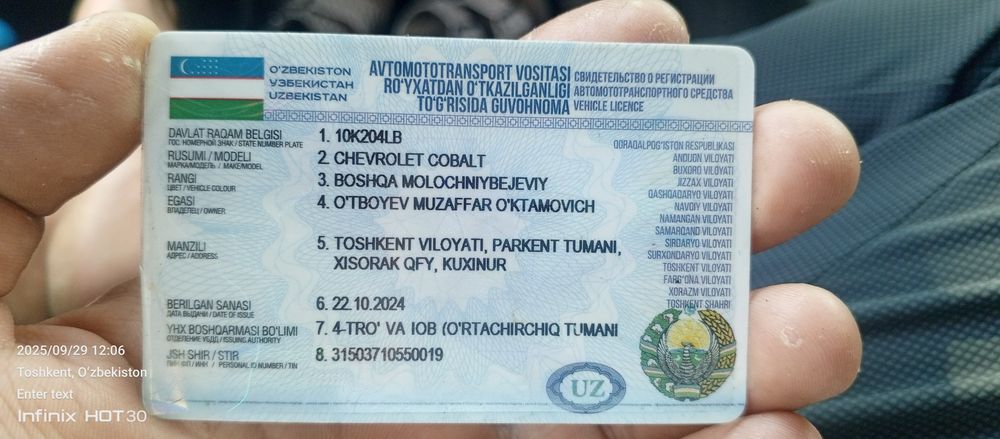 O'ZBEKISTON
УЗБЕКИСТАН
UZBEKISTAN
AVTOMOTOTRANSPORT VOSITASI
RO'YXATDAN O'TKAZILGANLIGI
TO'G'RISIDA GUVOHNOMA
СВИДЕТЕЛЬСТВО О РЕГИСТРАЦИИ
АВТОМОТОТРАНСПОРТНОГО СРЕДСТВА
VEHICLE LICENCE
DAVLAT RAQAM BELGISI
ГОС. НОМЕРНОЙ ЗНАК / STATE NUMBER PLATE
1. 10K204LB
RUSUMI / MODELI
МАРКА/МОДЕЛЬ / MAKE/MODEL
2. CHEVROLET COBALT
RANGI
ЦВЕТ / VEHICLE COLOUR
3. BOSHQA MOLOCHNIYBEJEVIY
EGASI
ВЛАДЕЛЕЦ / OWNER
4. O'TBOYEV MUZAFFAR O'KTAMOVICH
MANZILI
АДРЕС / ADDRESS
5. TOSHKENT VILOYATI, PARKENT TUMANI,
XISORAK QFY, KUXINUR
BERILGAN SANASI
ДАТА ВЫДАЧИ / DATE OF ISSUE
6. 22.10.2024
YHX BOSHQARMASI BO'LIMI
ОТДЕЛЕНИЕ УБДД / ISSUING AUTHORITY
7. 4-TRO' VA IOB (O'RTACHIRCHIQ TUMANI
JSH SHIR / STIR
ПИНФЛ / ИНН / PERSONAL ID NUMBER / TIN
8. 31503710550019
QORAQALPOG'ISTON RESPUBLIKASI
ANDIJON VILOYATI
BUXORO VILOYATI
JIZZAX VILOYATI
QASHQADARYO VILOYATI
NAVOIY VILOYATI
NAMANGAN VILOYATI
SAMARQAND VILOYATI
SIRDARYO VILOYATI
SURXONDARYO VILOYATI
TOSHKENT VILOYATI
FARG'ONA VILOYATI
XORAZM VILOYATI
TOSHKENT SHAHRI
UZ
2025/09/29 12:06
Toshkent, O'zbekiston
Enter text
Infinix HOT 30